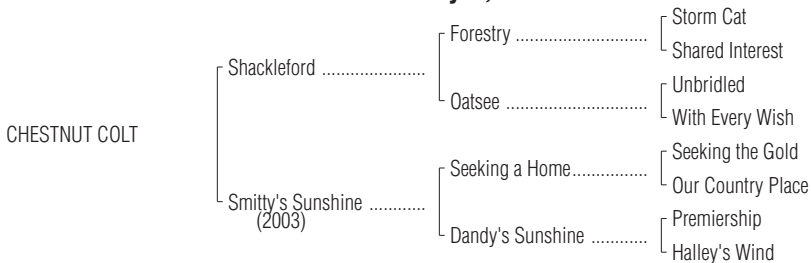 Storm Cat
Forestry ............................
Shared Interest
Shackleford ......................
Unbridled
Oatsee ..............................
With Every Wish
CHESTNUT COLT
Seeking the Gold
Seeking a Home................
Our Country Place
Smitty's Sunshine ............
(2003)
Premiership
Dandy's Sunshine ............
Halley's Wind